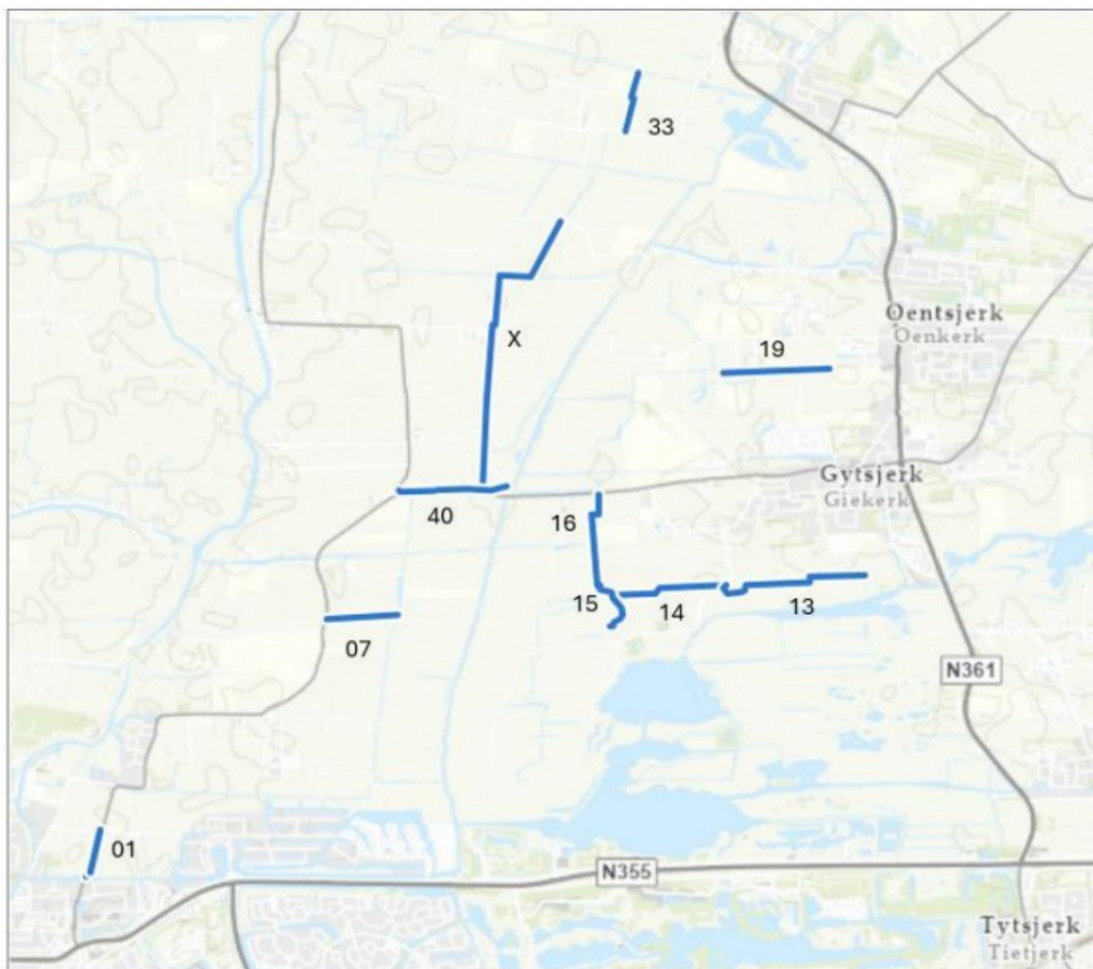 33
Oentsjerk
Oenkerk
X
19
Gytsjerk
Giekerk
40
16
15
14
13
07
N361
01
N355
Tytsjerk
Tietjerk